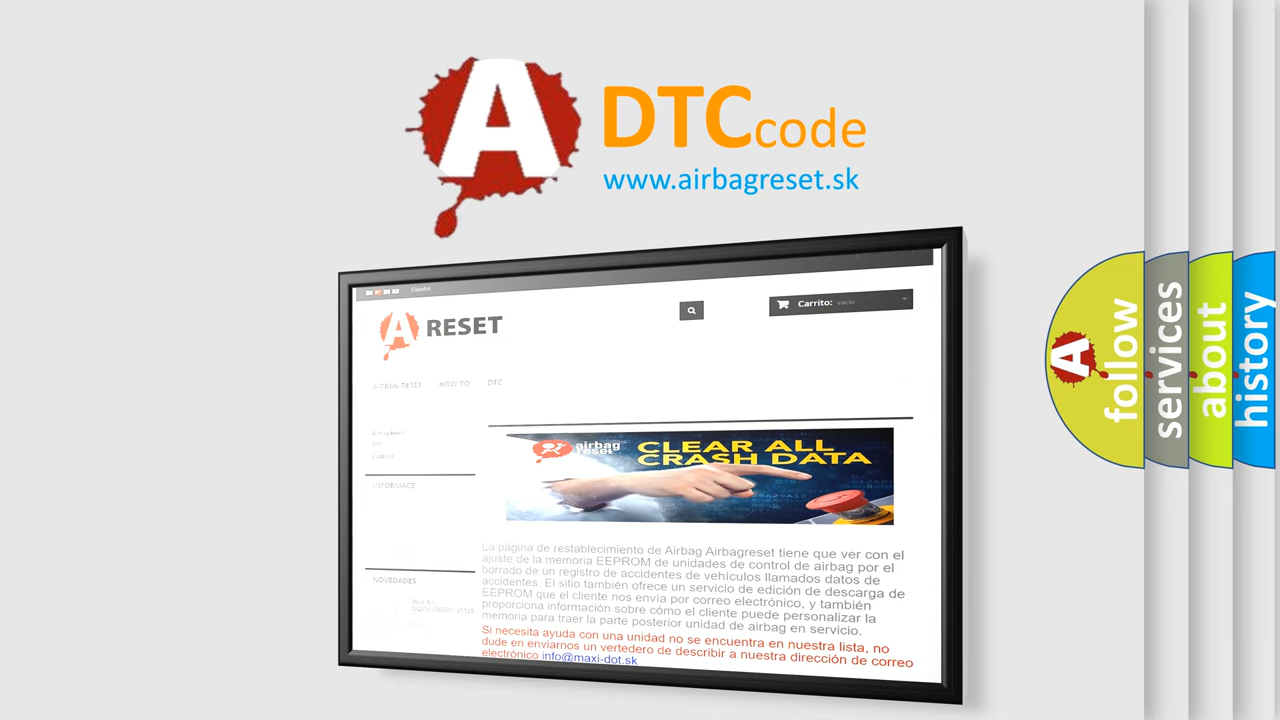 A
DTCcode
www.airbagreset.sk
Español
A RESET
Carrito: vacío
AIRBAG RESET HOW TO DTC
airbag
reset
CLEAR ALL
CRASH DATA
INFORMACE
NOVEDADES
La página de restablecimiento de Airbag Airbagreset tiene que ver con el
ajuste de la memoria EEPROM de unidades de control de airbag por el
borrado de un registro de accidentes de vehículos llamados datos de
accidentes. El sitio también ofrece un servicio de edición de descarga de
EEPROM que el cliente nos envía por correo electrónico, y también
proporciona información sobre cómo el cliente puede personalizar la
memoria para traer la parte posterior unidad de airbag en servicio.
Si necesita ayuda con una unidad no se encuentra en nuestra lista, no
dude en enviarnos un vertedero de describir a nuestra dirección de correo
electrónico info@maxi-dot.sk
A
follow
services
about
history